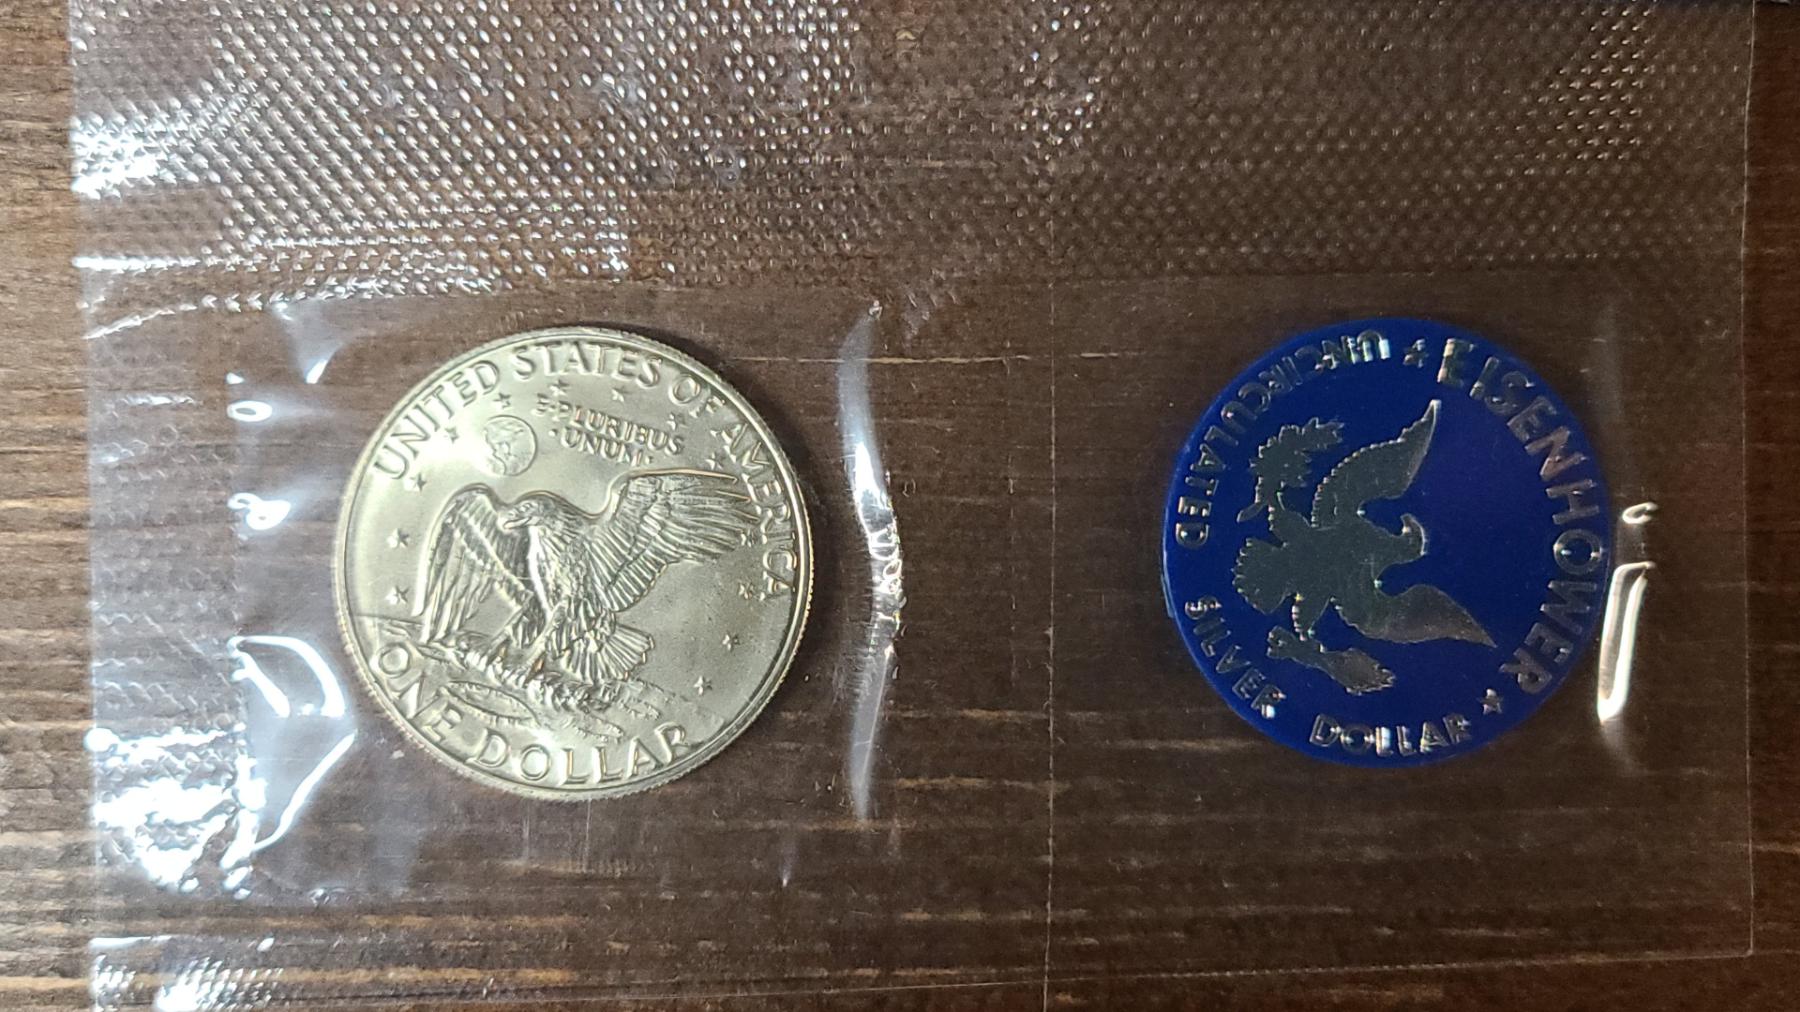 UNITED STATES OF AMERICA
E·PLURIBUS
·UNUM·
ONE DOLLAR
EISENHOWER
UNCIRCULATED SILVER DOLLAR